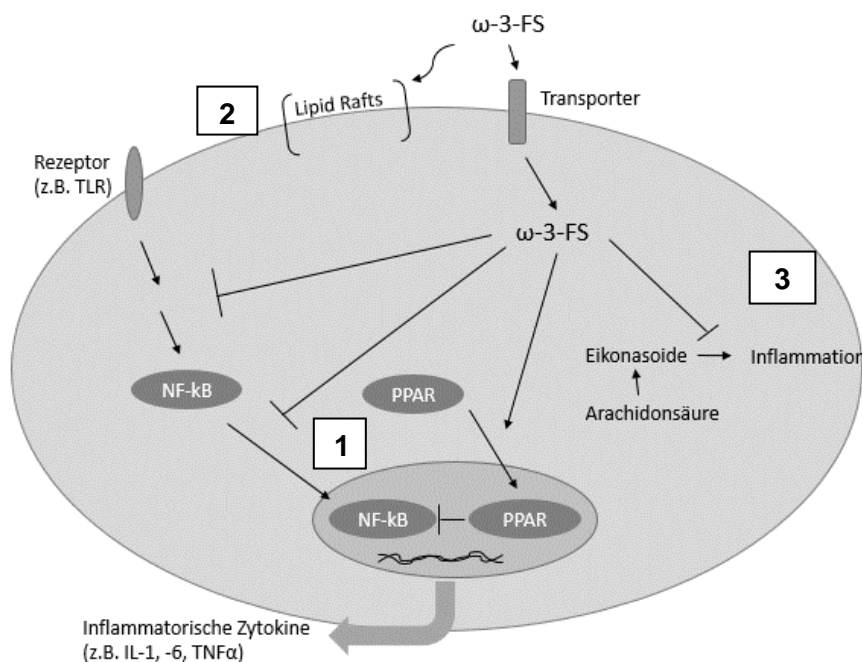 ω-3-FS
2
Lipid Rafts
Transporter
Rezeptor
(z.B. TLR)
ω-3-FS
3
Eikonasoide
Inflammation
NF-kB
PPAR
Arachidonsäure
1
NF-kB
PPAR
Inflammatorische Zytokine
(z.B. IL-1, -6, TNFα)